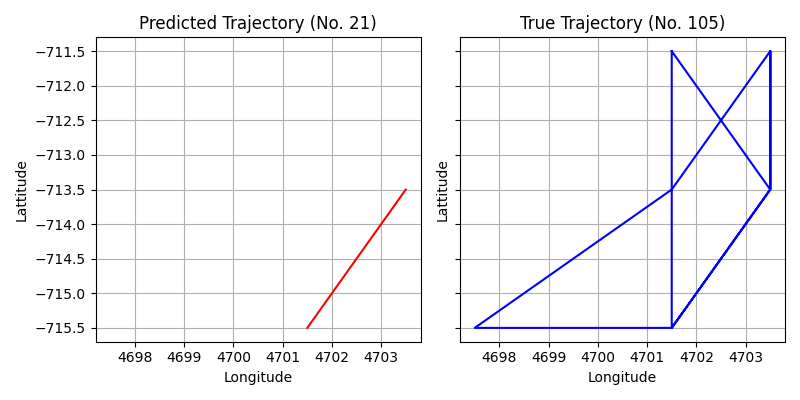 Predicted Trajectory (No. 21)
Lattitude
−711.5
−712.0
−712.5
−713.0
−713.5
−714.0
−714.5
−715.0
−715.5
4698 4699 4700 4701 4702 4703
Longitude
True Trajectory (No. 105)
Lattitude
4698 4699 4700 4701 4702 4703
Longitude